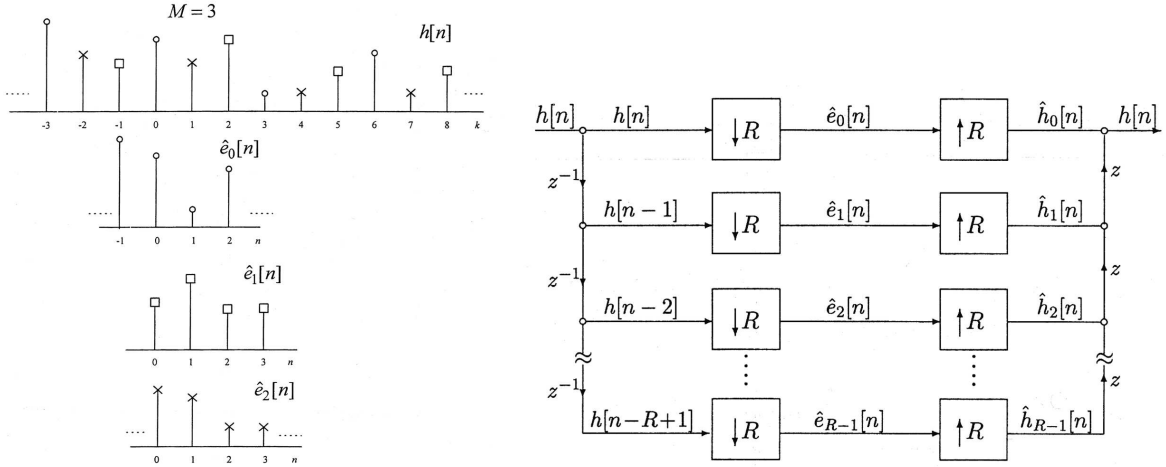 M = 3
h[n]
-3 -2 -1 0 1 2 3 4 5 6 7 8 k
ê₀[n]
-1 0 1 2 n
ê₁[n]
0 1 2 3 n
ê₂[n]
0 1 2 3 n
h[n] h[n] ↓R ê₀[n] ↑R ĥ₀[n] h[n]
z⁻¹ z
h[n − 1] ↓R ê₁[n] ↑R ĥ₁[n]
z⁻¹ z
h[n − 2] ↓R ê₂[n] ↑R ĥ₂[n]
z⁻¹ z
h[n−R+1] ↓R ê_{R−1}[n] ↑R ĥ_{R−1}[n]